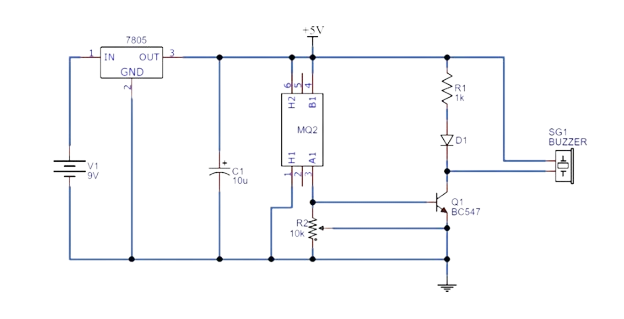 +5V
7805
1 IN OUT 3
GND
2
6 5 4
H2 B1
MQ2
H1 A1
1 2 3
R1
1k
D1
SG1
BUZZER
V1
9V
+
C1
10u
Q1
BC547
R2
10k